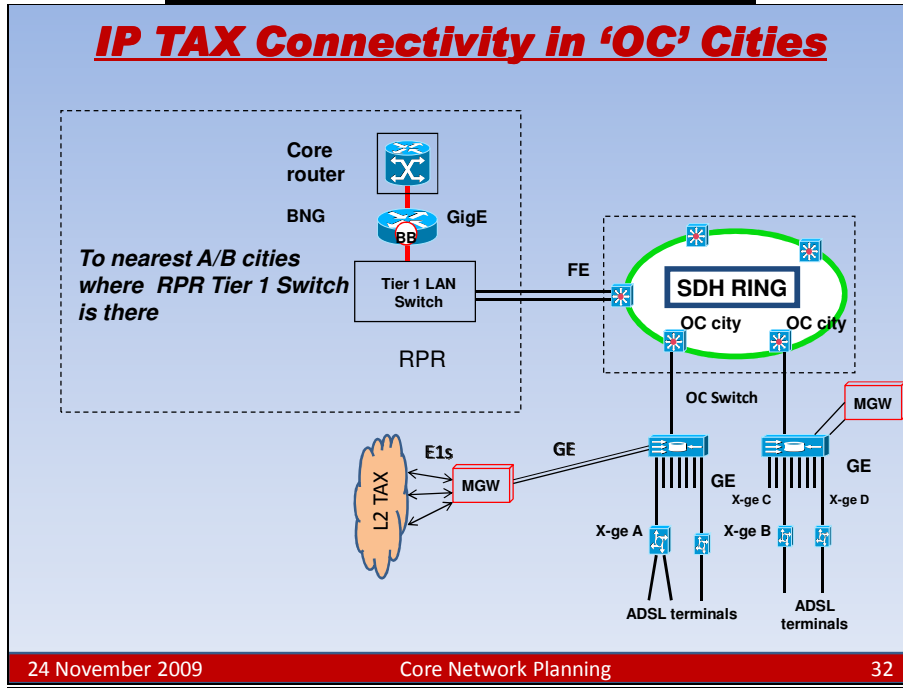 IP TAX Connectivity in ‘OC’ Cities
Core
router
BNG
GigE
BB
To nearest A/B cities
where RPR Tier 1 Switch
is there
Tier 1 LAN
Switch
RPR
FE
SDH RING
OC city
OC city
OC Switch
MGW
E1s
GE
MGW
L2 TAX
GE
GE
X-ge C
X-ge D
X-ge A
X-ge B
ADSL terminals
ADSL
terminals
24 November 2009
Core Network Planning
32